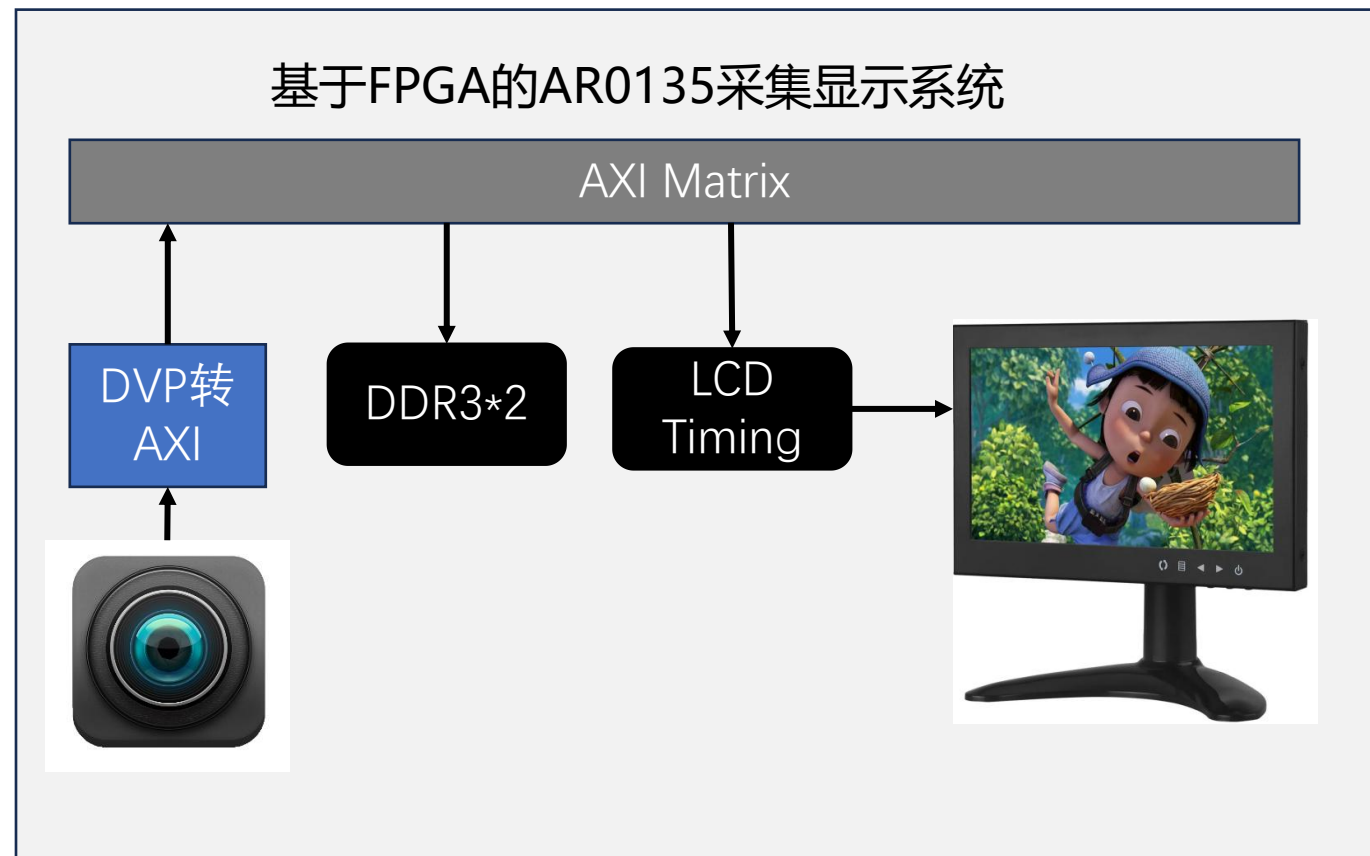 基于FPGA的AR0135采集显示系统
AXI Matrix
DVP转
AXI
DDR3*2
LCD
Timing